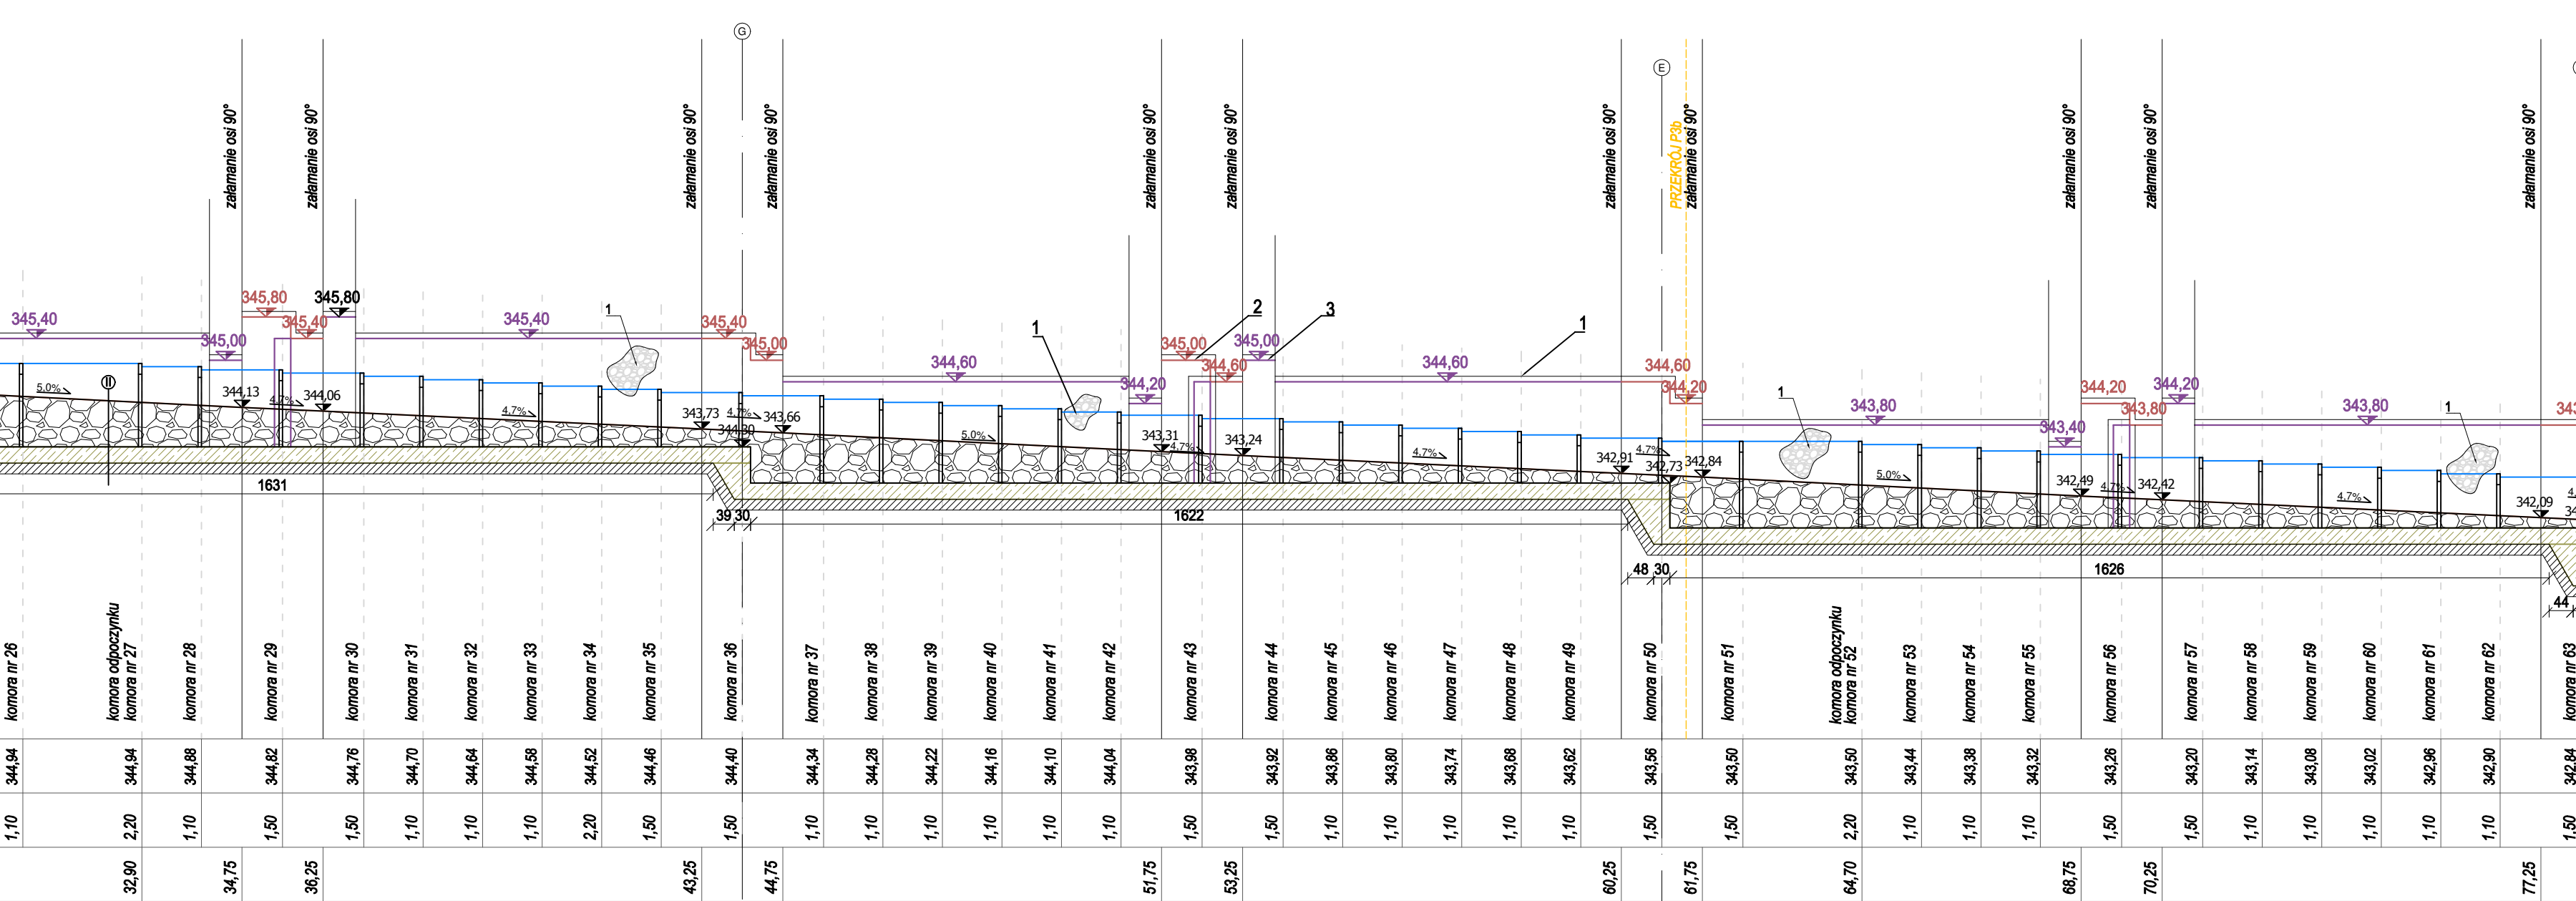 G
E
załamanie osi 90°
załamanie osi 90°
załamanie osi 90°
załamanie osi 90°
załamanie osi 90°
załamanie osi 90°
załamanie osi 90°
PRZEKRÓJ P3b
załamanie osi 90°
załamanie osi 90°
załamanie osi 90°
załamanie osi 90°
345,40
345,00
345,80
345,40
345,80
345,40
1
345,40
345,00
344,60
1
344,20
345,00
344,60
2
345,00
3
344,60
1
344,60
344,20
1
343,80
343,40
344,20
343,80
344,20
343,80
1
5.0%
II
344,13
4.7%
344,06
4.7%
343,73
4.7%
344,30
343,66
5.0%
343,31
4.7%
343,24
4.7%
342,91
4.7%
342,73
342,84
5.0%
342,49
4.7%
342,42
4.7%
342,09
1631
39 30
1622
48 30
1626
44
komora nr 26
komora odpoczynku
komora nr 27
komora nr 28
komora nr 29
komora nr 30
komora nr 31
komora nr 32
komora nr 33
komora nr 34
komora nr 35
komora nr 36
komora nr 37
komora nr 38
komora nr 39
komora nr 40
komora nr 41
komora nr 42
komora nr 43
komora nr 44
komora nr 45
komora nr 46
komora nr 47
komora nr 48
komora nr 49
komora nr 50
komora nr 51
komora odpoczynku
komora nr 52
komora nr 53
komora nr 54
komora nr 55
komora nr 56
komora nr 57
komora nr 58
komora nr 59
komora nr 60
komora nr 61
komora nr 62
komora nr 63
344,94 344,94 344,88 344,82 344,76 344,70 344,64 344,58 344,52 344,46 344,40 344,34 344,28 344,22 344,16 344,10 344,04 343,98 343,92 343,86 343,80 343,74 343,68 343,62 343,56 343,50 343,50 343,44 343,38 343,32 343,26 343,20 343,14 343,08 343,02 342,96 342,90 342,84
1,10 2,20 1,10 1,50 1,50 1,10 1,10 1,10 2,20 1,50 1,50 1,10 1,10 1,10 1,10 1,10 1,10 1,50 1,50 1,10 1,10 1,10 1,10 1,10 1,50 1,50 2,20 1,10 1,10 1,10 1,50 1,50 1,10 1,10 1,10 1,10 1,10 1,50
32,90 34,75 36,25 43,25 44,75 51,75 53,25 60,25 61,75 64,70 68,75 70,25 77,25